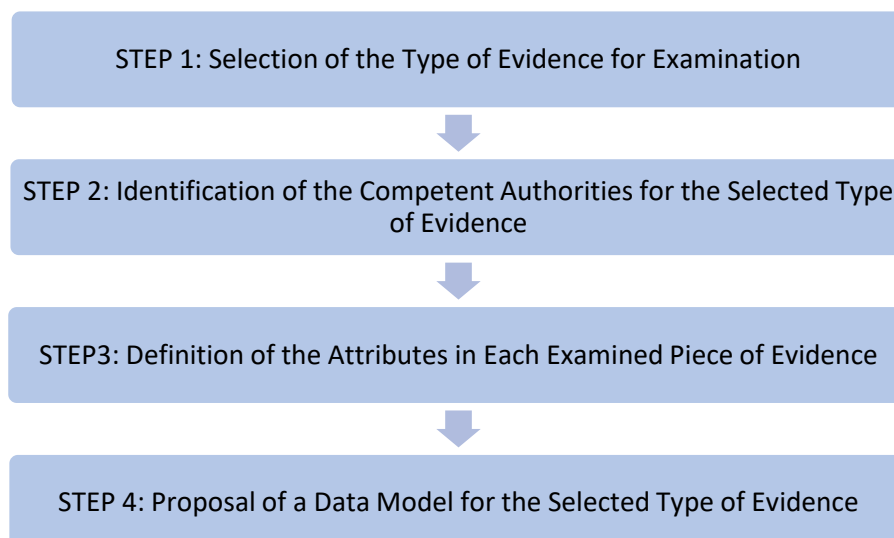 STEP 1: Selection of the Type of Evidence for Examination
STEP 2: Identification of the Competent Authorities for the Selected Type
of Evidence
STEP3: Definition of the Attributes in Each Examined Piece of Evidence
STEP 4: Proposal of a Data Model for the Selected Type of Evidence